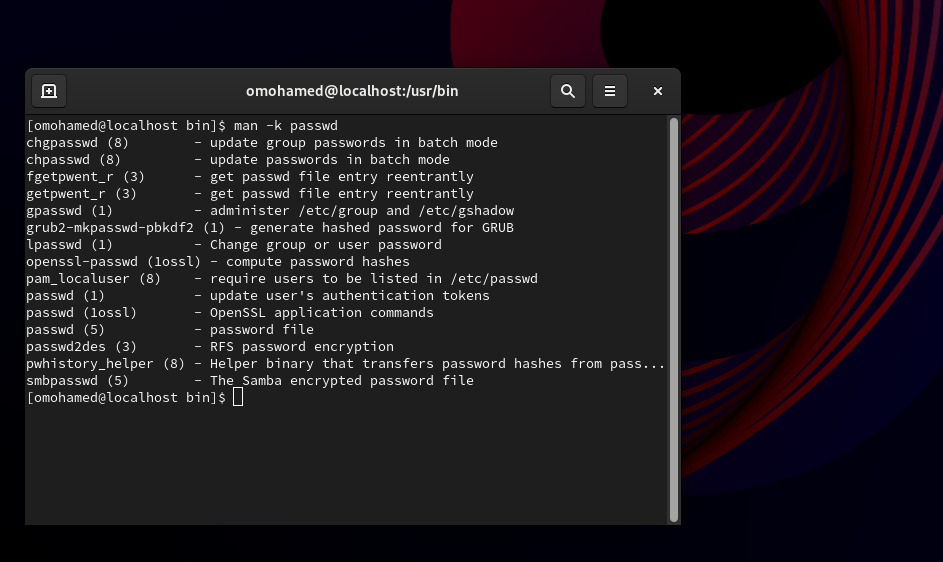 omohamed@localhost:/usr/bin
[omohamed@localhost bin]$ man -k passwd
chgpasswd (8)        - update group passwords in batch mode
chpasswd (8)         - update passwords in batch mode
fgetpwent_r (3)      - get passwd file entry reentrantly
getpwent_r (3)       - get passwd file entry reentrantly
gpasswd (1)          - administer /etc/group and /etc/gshadow
grub2-mkpasswd-pbkdf2 (1) - generate hashed password for GRUB
lpasswd (1)          - Change group or user password
openssl-passwd (1ossl) - compute password hashes
pam_localuser (8)    - require users to be listed in /etc/passwd
passwd (1)           - update user's authentication tokens
passwd (1ossl)       - OpenSSL application commands
passwd (5)           - password file
passwd2des (3)       - RFS password encryption
pwhistory_helper (8) - Helper binary that transfers password hashes from pass...
smbpasswd (5)        - The Samba encrypted password file
[omohamed@localhost bin]$